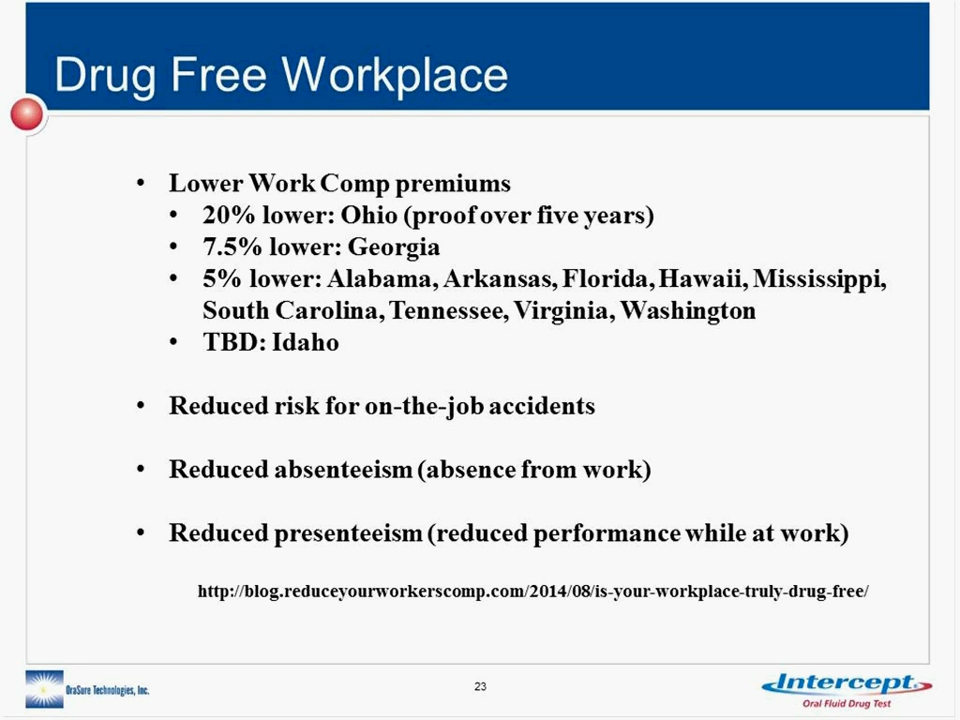 Drug Free Workplace
• Lower Work Comp premiums
• 20% lower: Ohio (proof over five years)
• 7.5% lower: Georgia
• 5% lower: Alabama, Arkansas, Florida, Hawaii, Mississippi,
South Carolina, Tennessee, Virginia, Washington
• TBD: Idaho
• Reduced risk for on-the-job accidents
• Reduced absenteeism (absence from work)
• Reduced presenteeism (reduced performance while at work)
http://blog.reduceyourworkerscomp.com/2014/08/is-your-workplace-truly-drug-free/
OraSure Technologies, Inc.
23
Intercept®
Oral Fluid Drug Test